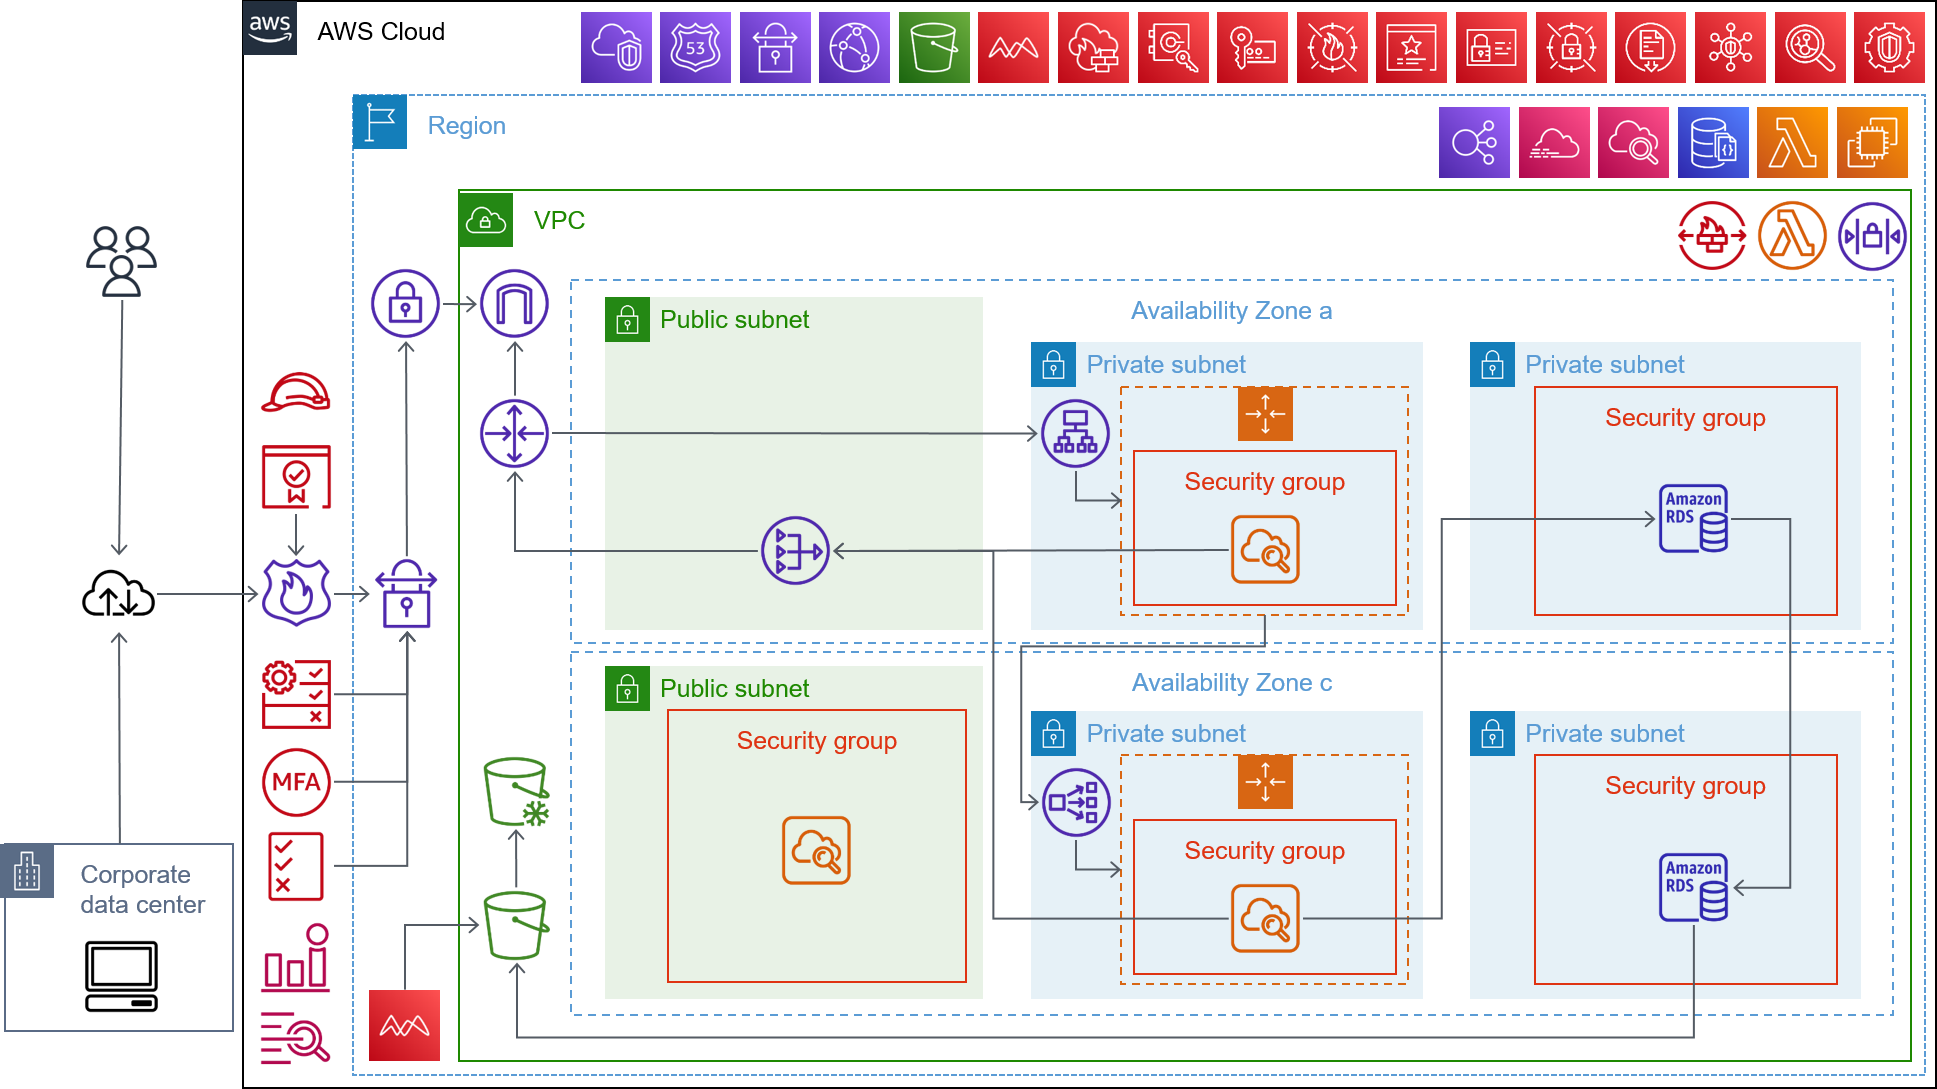 aws
AWS Cloud
53
Region
VPC
Availability Zone a
Public subnet
Private subnet
Private subnet
Security group
Security group
Amazon
RDS
Availability Zone c
Public subnet
Private subnet
Private subnet
Security group
Security group
Security group
Amazon
RDS
MFA
Corporate
data center